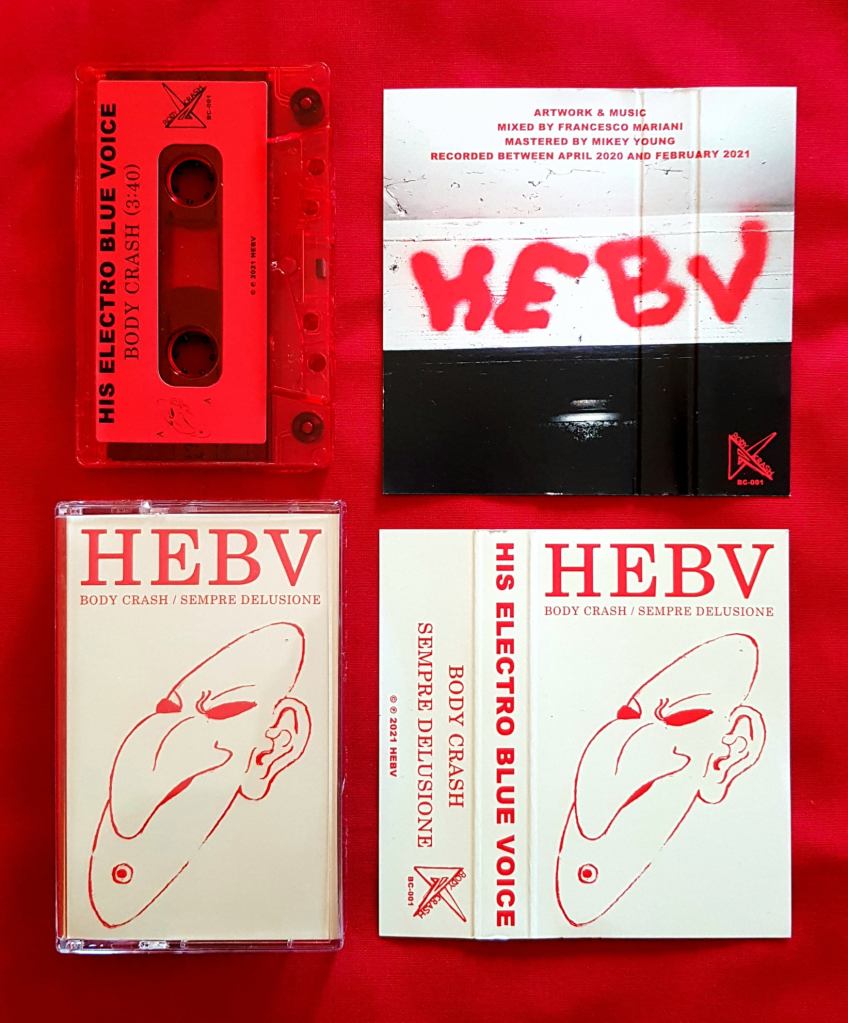 BODY CRASH
BC-001
HIS ELECTRO BLUE VOICE
BODY CRASH (3:40)
© ℗ 2021 HEBV
A A
ARTWORK & MUSIC
MIXED BY FRANCESCO MARIANI
MASTERED BY MIKEY YOUNG
RECORDED BETWEEN APRIL 2020 AND FEBRUARY 2021
HEBV
BODY CRASH
BC-001
HEBV
BODY CRASH / SEMPRE DELUSIONE
BODY CRASH
SEMPRE DELUSIONE
© ℗ 2021 HEBV
BODY CRASH
BC-001
HIS ELECTRO BLUE VOICE
HEBV
BODY CRASH / SEMPRE DELUSIONE